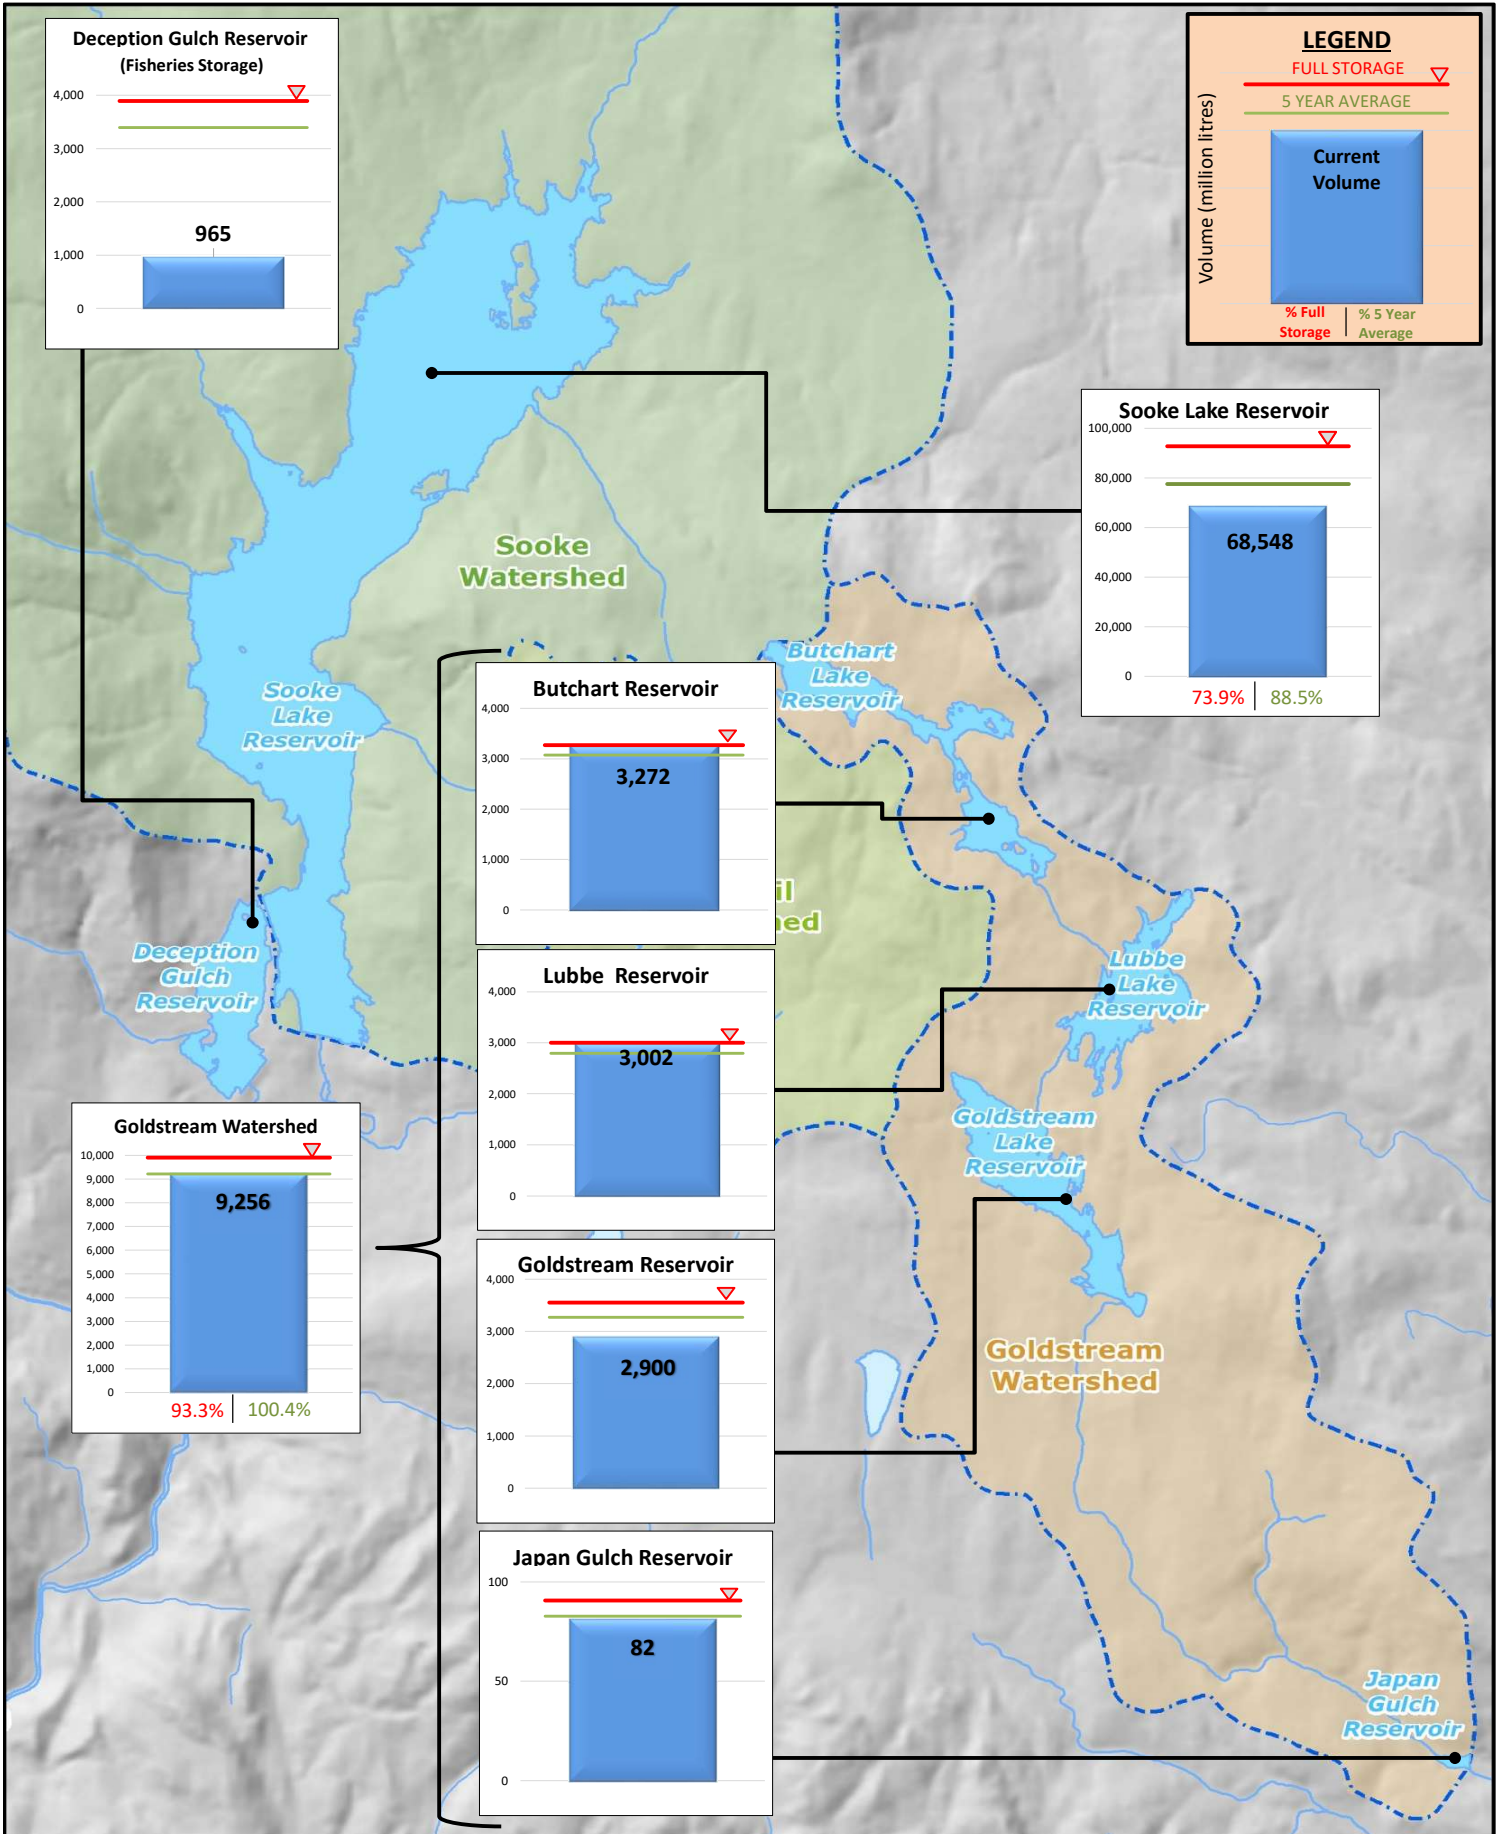 Deception Gulch Reservoir
(Fisheries Storage)
4,000
3,000
2,000
1,000
0
965
LEGEND
FULL STORAGE
5 YEAR AVERAGE
Volume (million litres)
Current
Volume
% Full
Storage
% 5 Year
Average
Sooke Lake Reservoir
100,000
80,000
60,000
40,000
20,000
0
68,548
73.9%
88.5%
Sooke
Watershed
Sooke
Lake
Reservoir
Butchart
Lake
Reservoir
Butchart Reservoir
4,000
3,000
2,000
1,000
0
3,272
il
hed
Deception
Gulch
Reservoir
Lubbe Reservoir
4,000
3,000
2,000
1,000
0
3,002
Lubbe
Lake
Reservoir
Goldstream Watershed
10,000
9,000
8,000
7,000
6,000
5,000
4,000
3,000
2,000
1,000
0
9,256
93.3%
100.4%
Goldstream
Lake
Reservoir
Goldstream Reservoir
4,000
3,000
2,000
1,000
0
2,900
Goldstream
Watershed
Japan Gulch Reservoir
100
50
0
82
Japan
Gulch
Reservoir